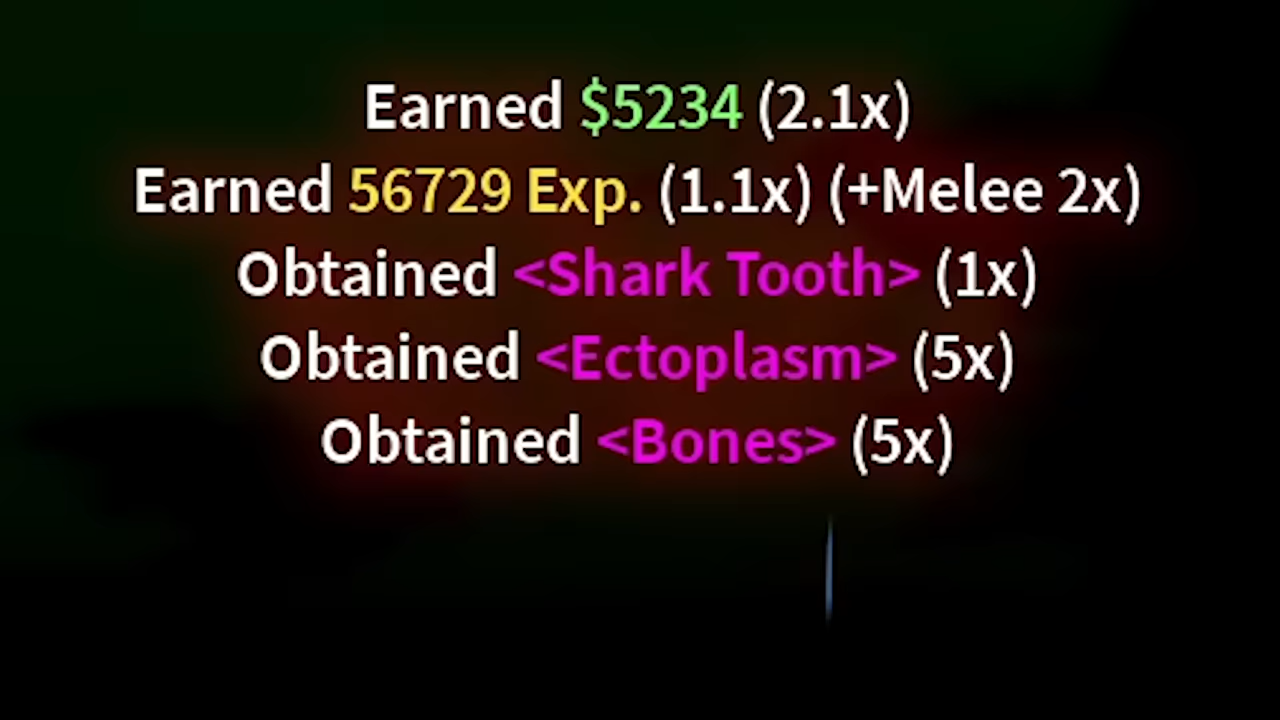 Earned $5234 (2.1x)
Earned 56729 Exp. (1.1x) (+Melee 2x)
Obtained <Shark Tooth> (1x)
Obtained <Ectoplasm> (5x)
Obtained <Bones> (5x)